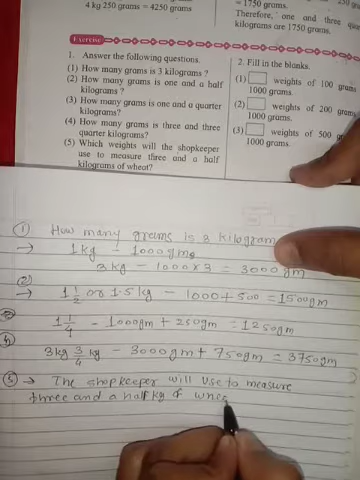 4 kg 250 grams = 4250 grams
= 1750 grams.
Therefore, one and three
kilograms are 1750 grams.
Exercise
1. Answer the following questions.
(1) How many grams is 3 kilograms ?
(2) How many grams is one and a half
kilograms ?
(3) How many grams is one and a quarter
kilograms?
(4) How many grams is three and three
quarter kilograms?
(5) Which weights will the shopkeeper
use to measure three and a half
kilograms of wheat?
2. Fill in the blanks.
(1) weights of 100 grams
1000 grams.
(2) weights of 200 grams
1000 grams.
(3) weights of 500
1000 grams.
① How many grams is 3 kilogram
→ 1kg - 1000gm
3kg - 1000×3 = 3000gm
(2)
→ 1 1/2 or 1.5kg - 1000+500 = 1500gm
1 1/4 - 1000gm + 250gm = 1250gm
④
3kg 3/4 kg - 3000gm + 750gm = 3750gm
⑤ → The shopkeeper will use to measure
three and a half kg of